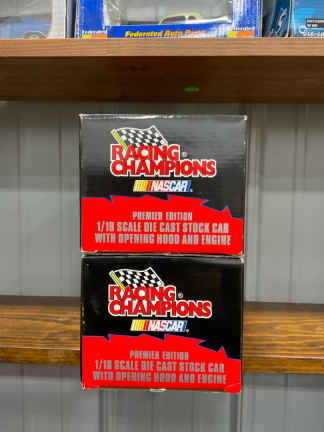 Federated Auto Parts
RACING
CHAMPIONS®
NASCAR®
PREMIER EDITION
1/18 SCALE DIE CAST STOCK CAR
WITH OPENING HOOD AND ENGINE
RACING
CHAMPIONS®
NASCAR®
PREMIER EDITION
1/18 SCALE DIE CAST STOCK CAR
WITH OPENING HOOD AND ENGINE